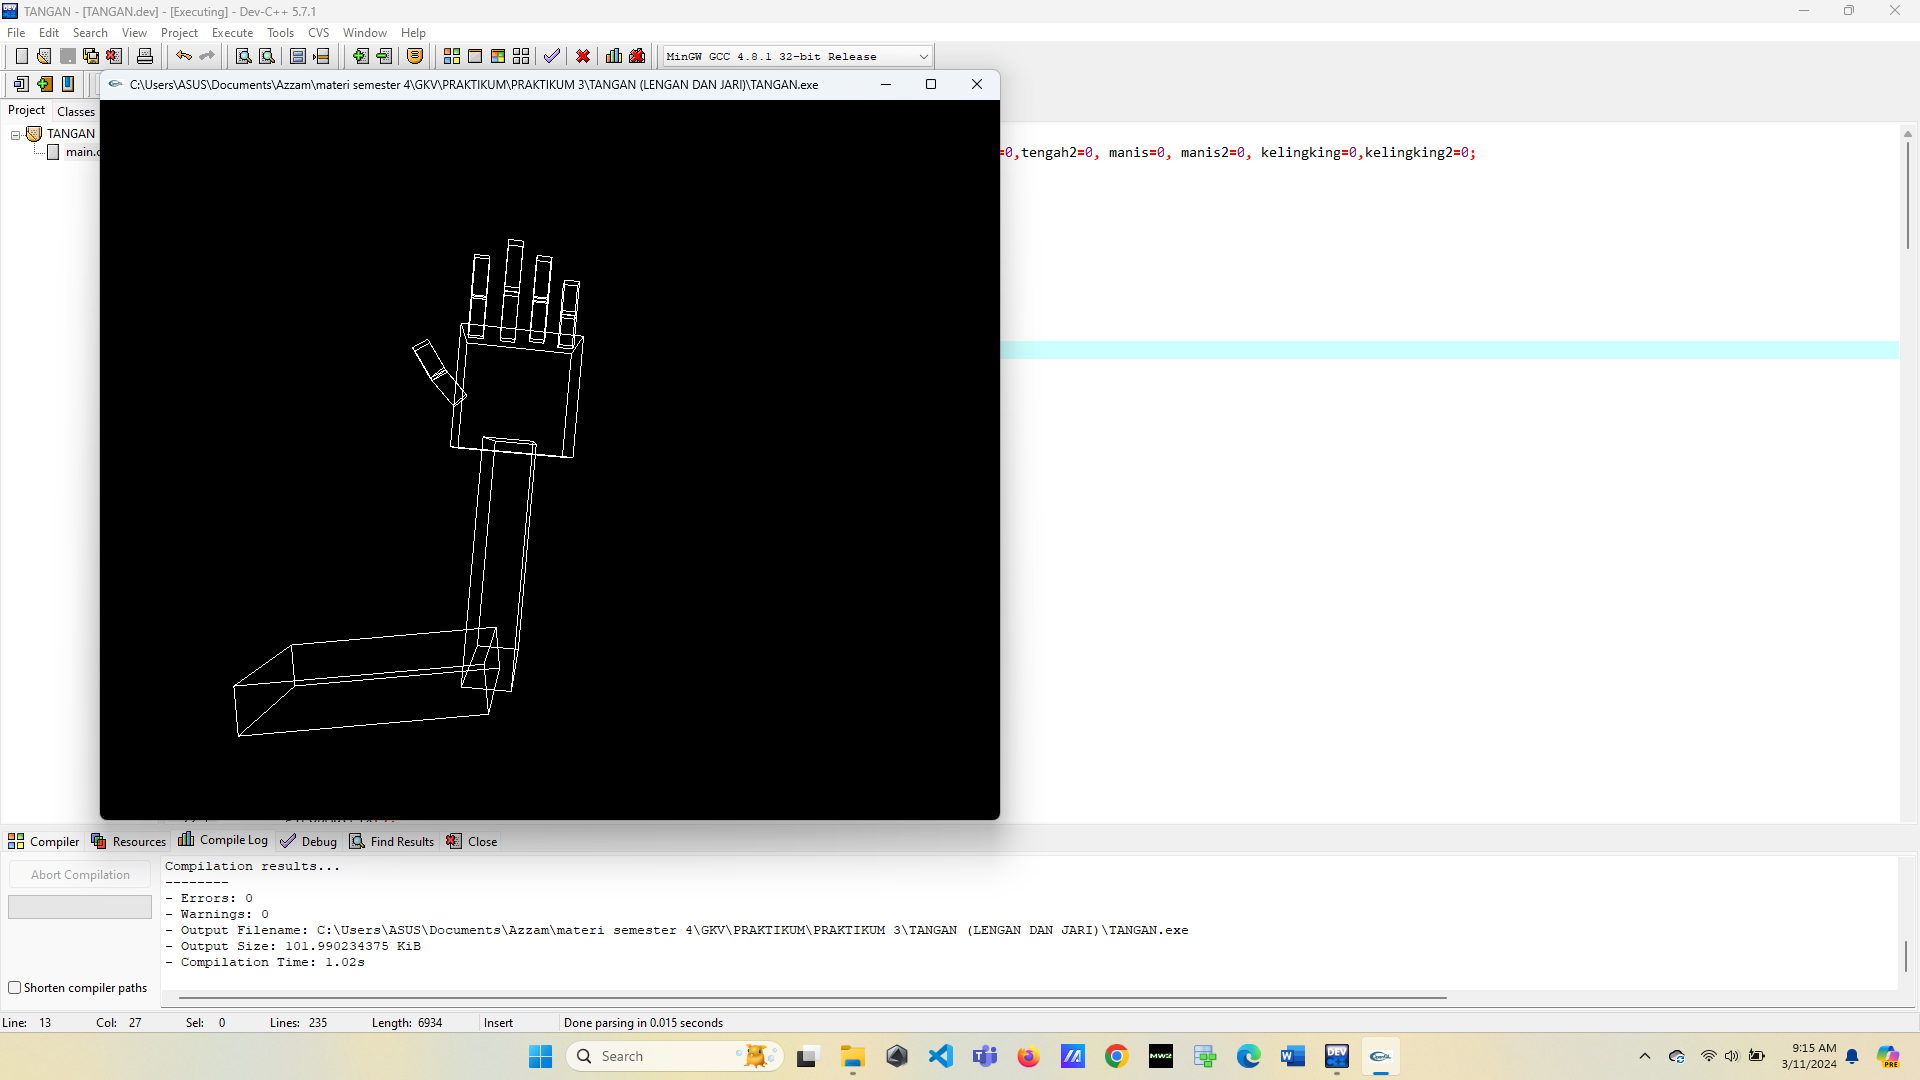 TANGAN - [TANGAN.dev] - [Executing] - Dev-C++ 5.7.1
File Edit Search View Project Execute Tools CVS Window Help
MinGW GCC 4.8.1 32-bit Release
C:\Users\ASUS\Documents\Azzam\materi semester 4\GKV\PRAKTIKUM\PRAKTIKUM 3\TANGAN (LENGAN DAN JARI)\TANGAN.exe
Project Classes
TANGAN
main.c
=0,tengah2=0, manis=0, manis2=0, kelingking=0,kelingking2=0;
Compiler Resources Compile Log Debug Find Results Close
Abort Compilation
Compilation results...
--------
- Errors: 0
- Warnings: 0
- Output Filename: C:\Users\ASUS\Documents\Azzam\materi semester 4\GKV\PRAKTIKUM\PRAKTIKUM 3\TANGAN (LENGAN DAN JARI)\TANGAN.exe
- Output Size: 101.990234375 KiB
- Compilation Time: 1.02s
Shorten compiler paths
Line: 13 Col: 27 Sel: 0 Lines: 235 Length: 6934 Insert Done parsing in 0.015 seconds
Search
9:15 AM
3/11/2024